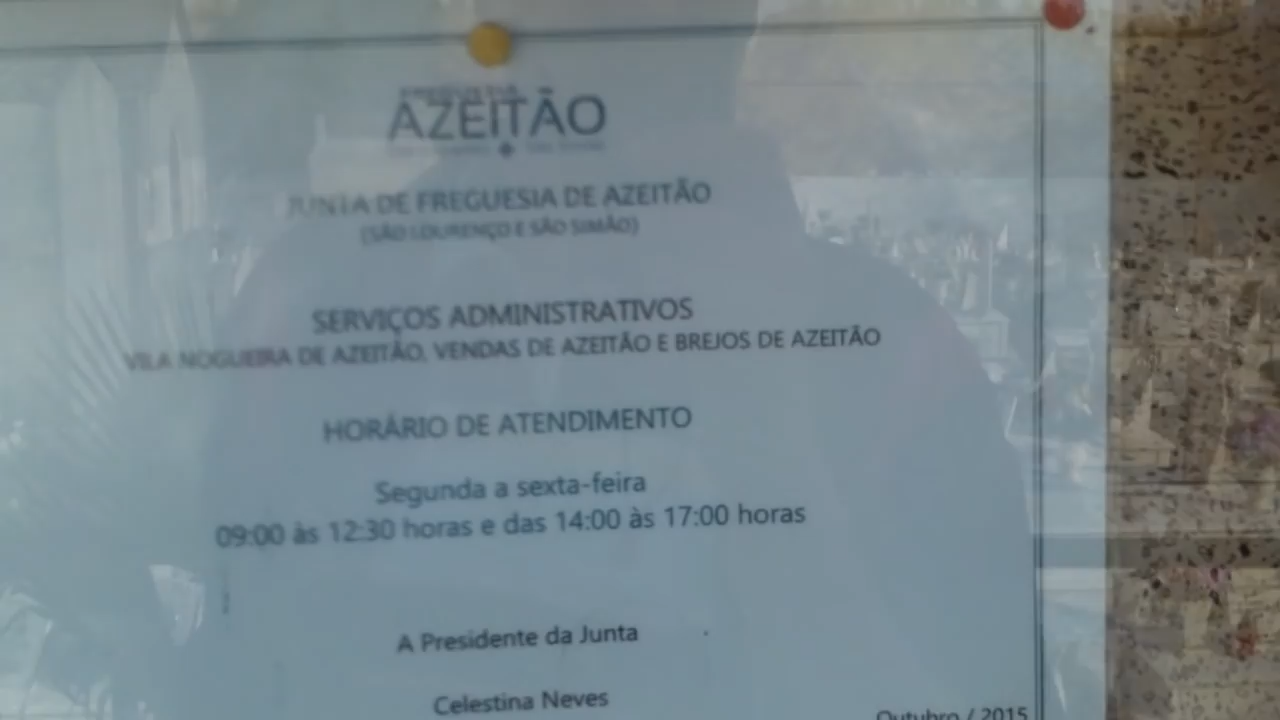 FREGUESIA
AZEITÃO
JUNTA DE FREGUESIA DE AZEITÃO
(SÃO LOURENÇO E SÃO SIMÃO)
SERVIÇOS ADMINISTRATIVOS
VILA NOGUEIRA DE AZEITÃO, VENDAS DE AZEITÃO E BREJOS DE AZEITÃO
HORÁRIO DE ATENDIMENTO
Segunda a sexta-feira
09:00 às 12:30 horas e das 14:00 às 17:00 horas
A Presidente da Junta
Celestina Neves
Outubro / 2015